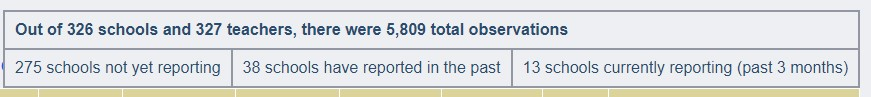 Out of 326 schools and 327 teachers, there were 5,809 total observations
275 schools not yet reporting 38 schools have reported in the past 13 schools currently reporting (past 3 months)